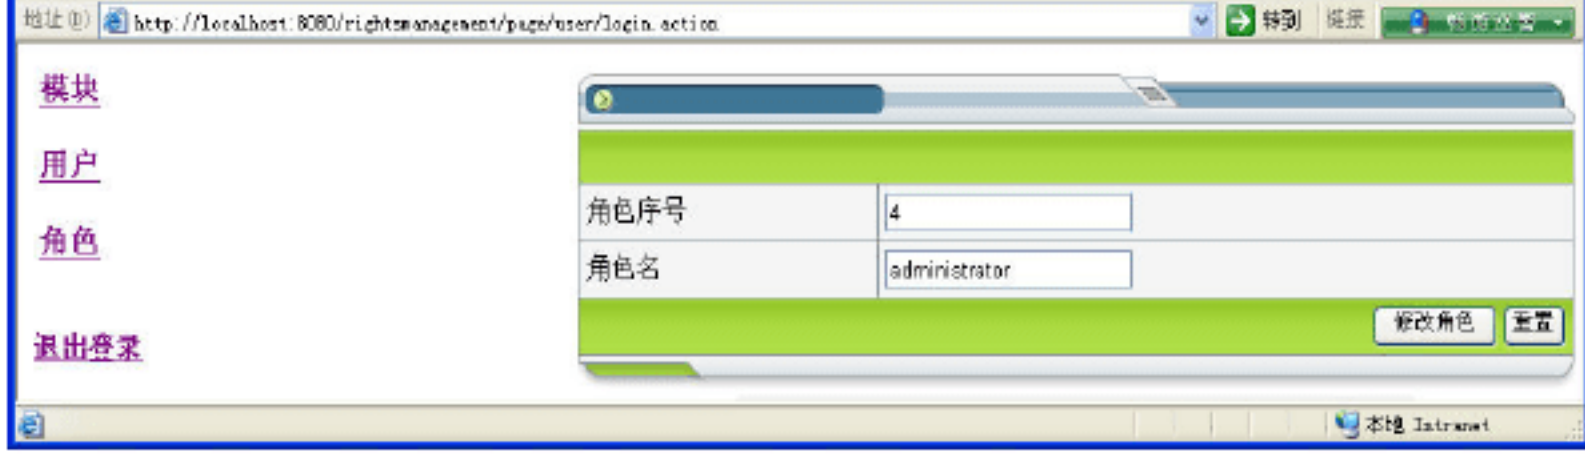 地址(D) http://localhost:8080/rightsmanagement/page/user/login.action 转到 链接
模块
用户
角色
退出登录
角色序号 4
角色名 administrator
修改角色 重置
本地 Intranet